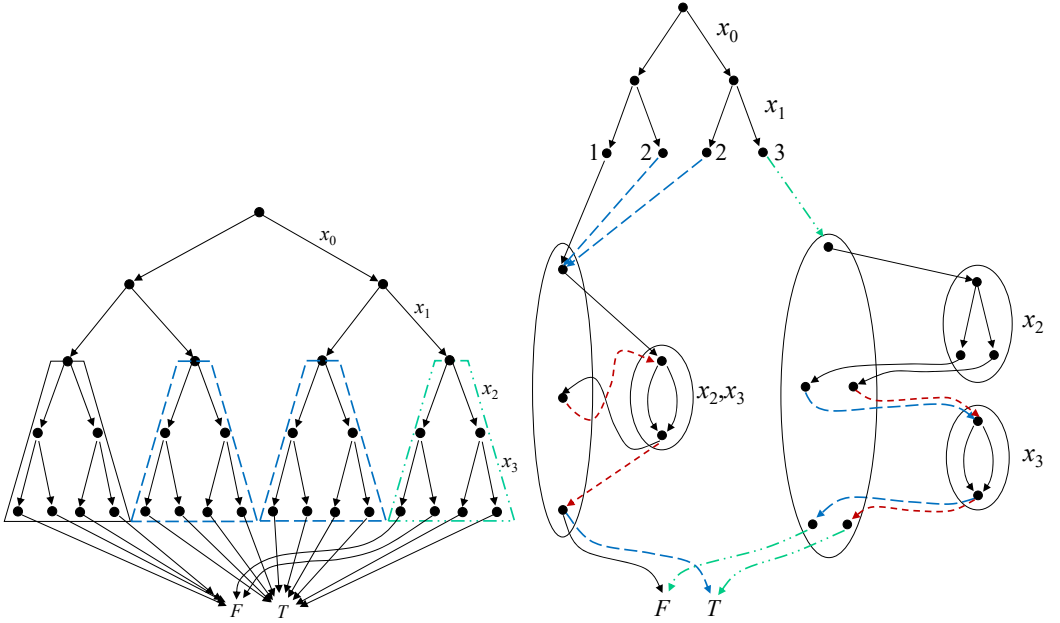 x₀
x₁
x₂
x₃
F T
x₀
x₁
1 2 2 3
x₂,x₃
x₂
x₃
F T